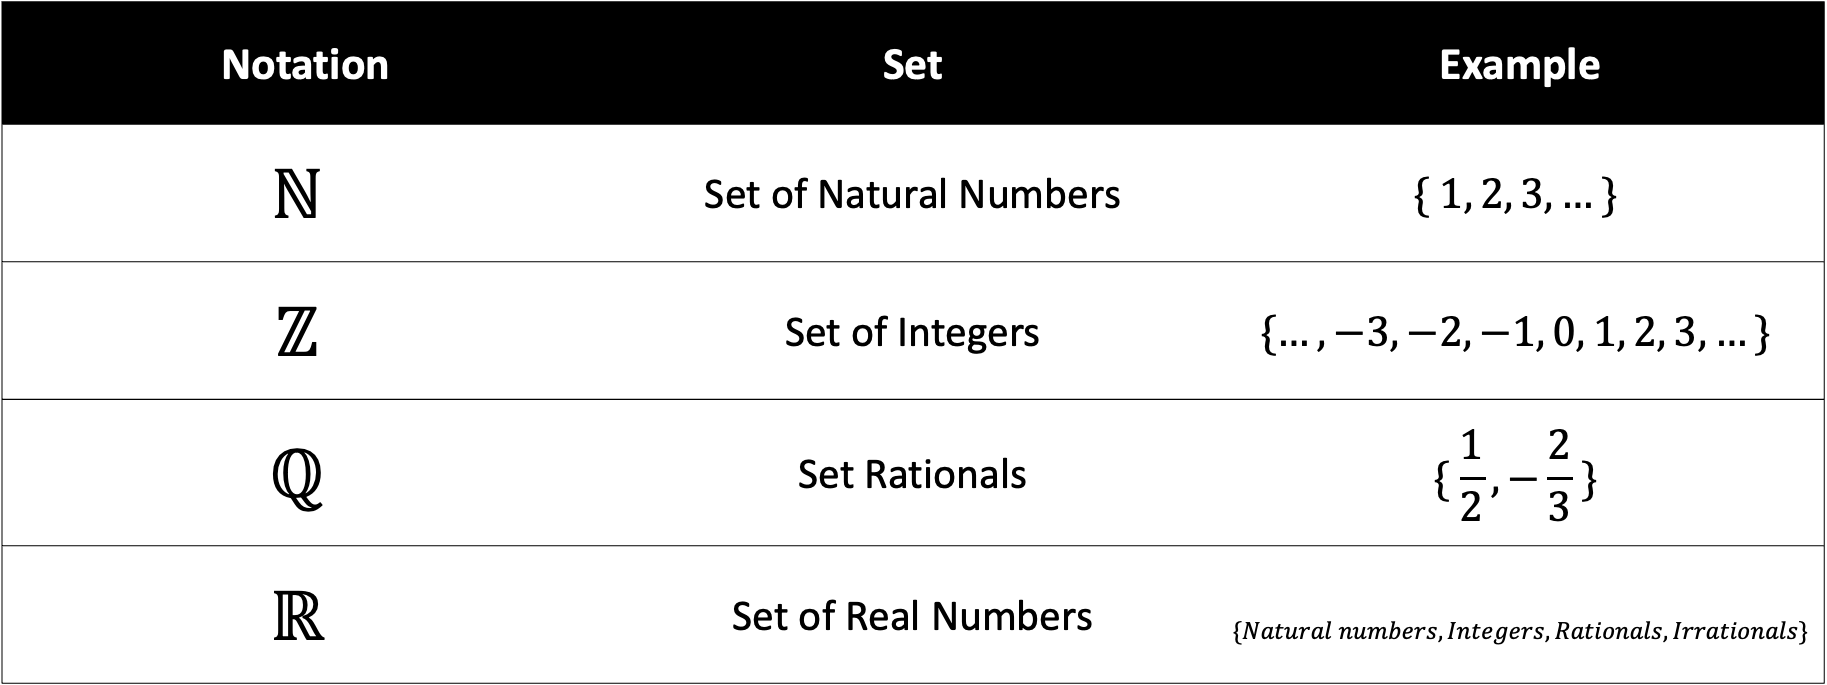 Notation Set Example
ℕ Set of Natural Numbers { 1, 2, 3, … }
ℤ Set of Integers {… , −3, −2, −1, 0, 1, 2, 3, … }
ℚ Set Rationals { 1/2 , − 2/3 }
ℝ Set of Real Numbers {Natural numbers, Integers, Rationals, Irrationals}